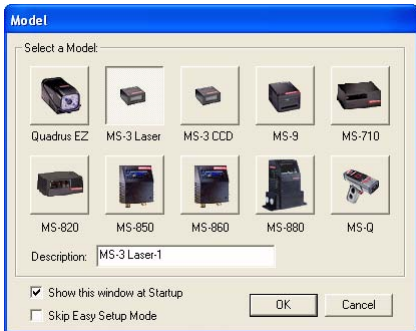 Model
Select a Model:
Quadrus EZ MS-3 Laser MS-3 CCD MS-9 MS-710
MS-820 MS-850 MS-860 MS-880 MS-Q
Description: MS-3 Laser-1
Show this window at Startup
Skip Easy Setup Mode
OK Cancel